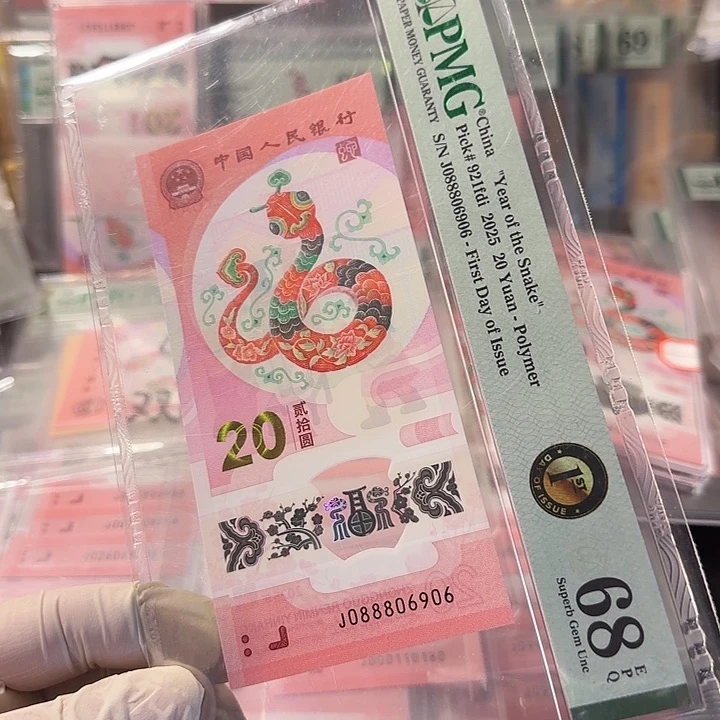 中国人民银行
20
贰拾圆
福
J088806906
PMG
®
PAPER MONEY GUARANTY
China
"Year of the Snake"
Pick# 921fdi 2025 20 Yuan - Polymer
S/N J088806906 - First Day of Issue
1ST
DAY OF ISSUE
68
EPQ
Superb Gem Unc
69